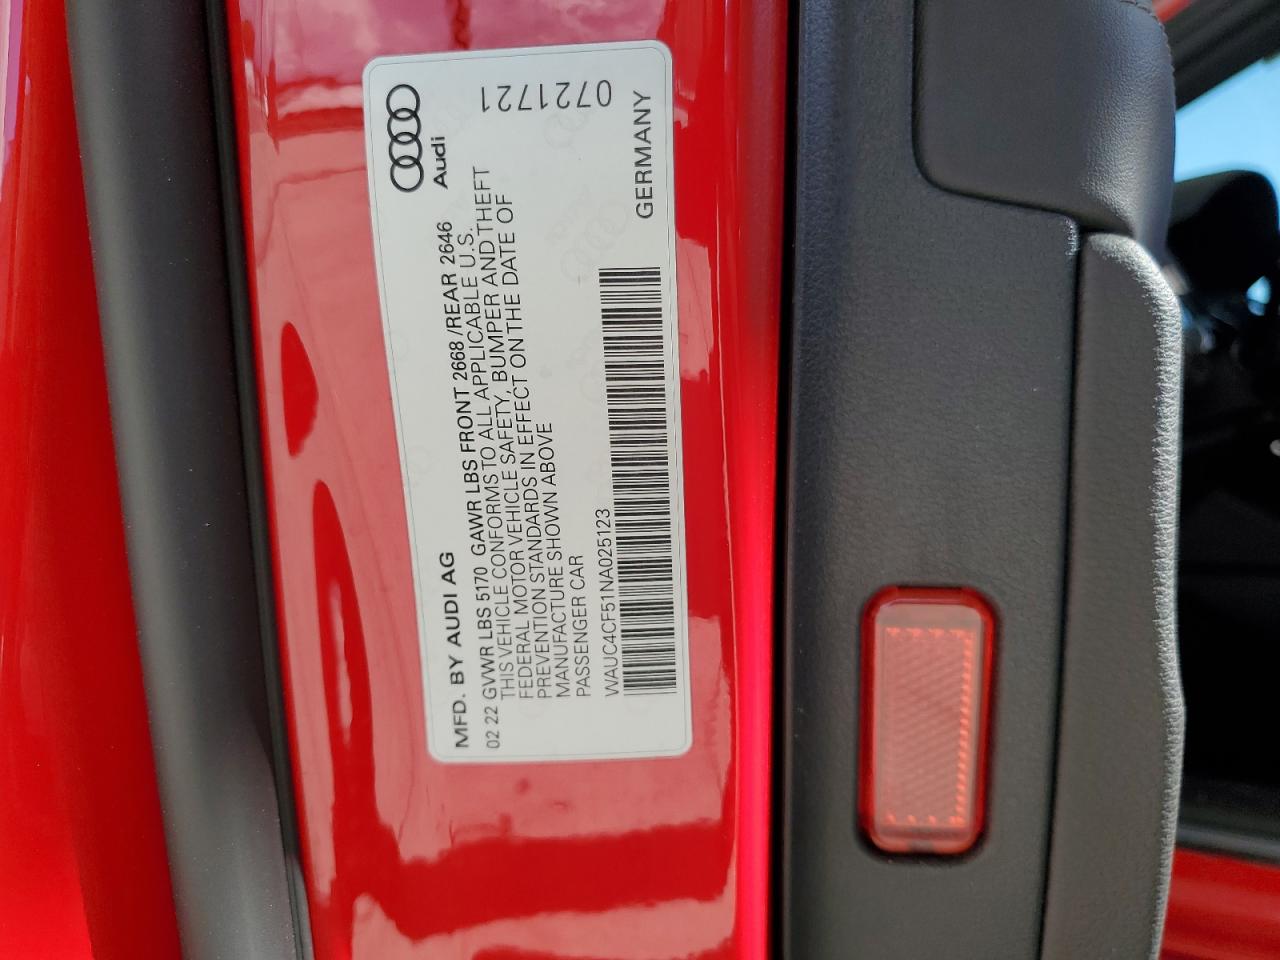 Audi
0721721
MFD. BY AUDI AG
02 22 GVWR LBS 5170 GAWR LBS FRONT 2668 /REAR 2646
THIS VEHICLE CONFORMS TO ALL APPLICABLE U.S.
FEDERAL MOTOR VEHICLE SAFETY, BUMPER AND THEFT
PREVENTION STANDARDS IN EFFECT ON THE DATE OF
MANUFACTURE SHOWN ABOVE
PASSENGER CAR
WAUC4CF51NA025123
GERMANY